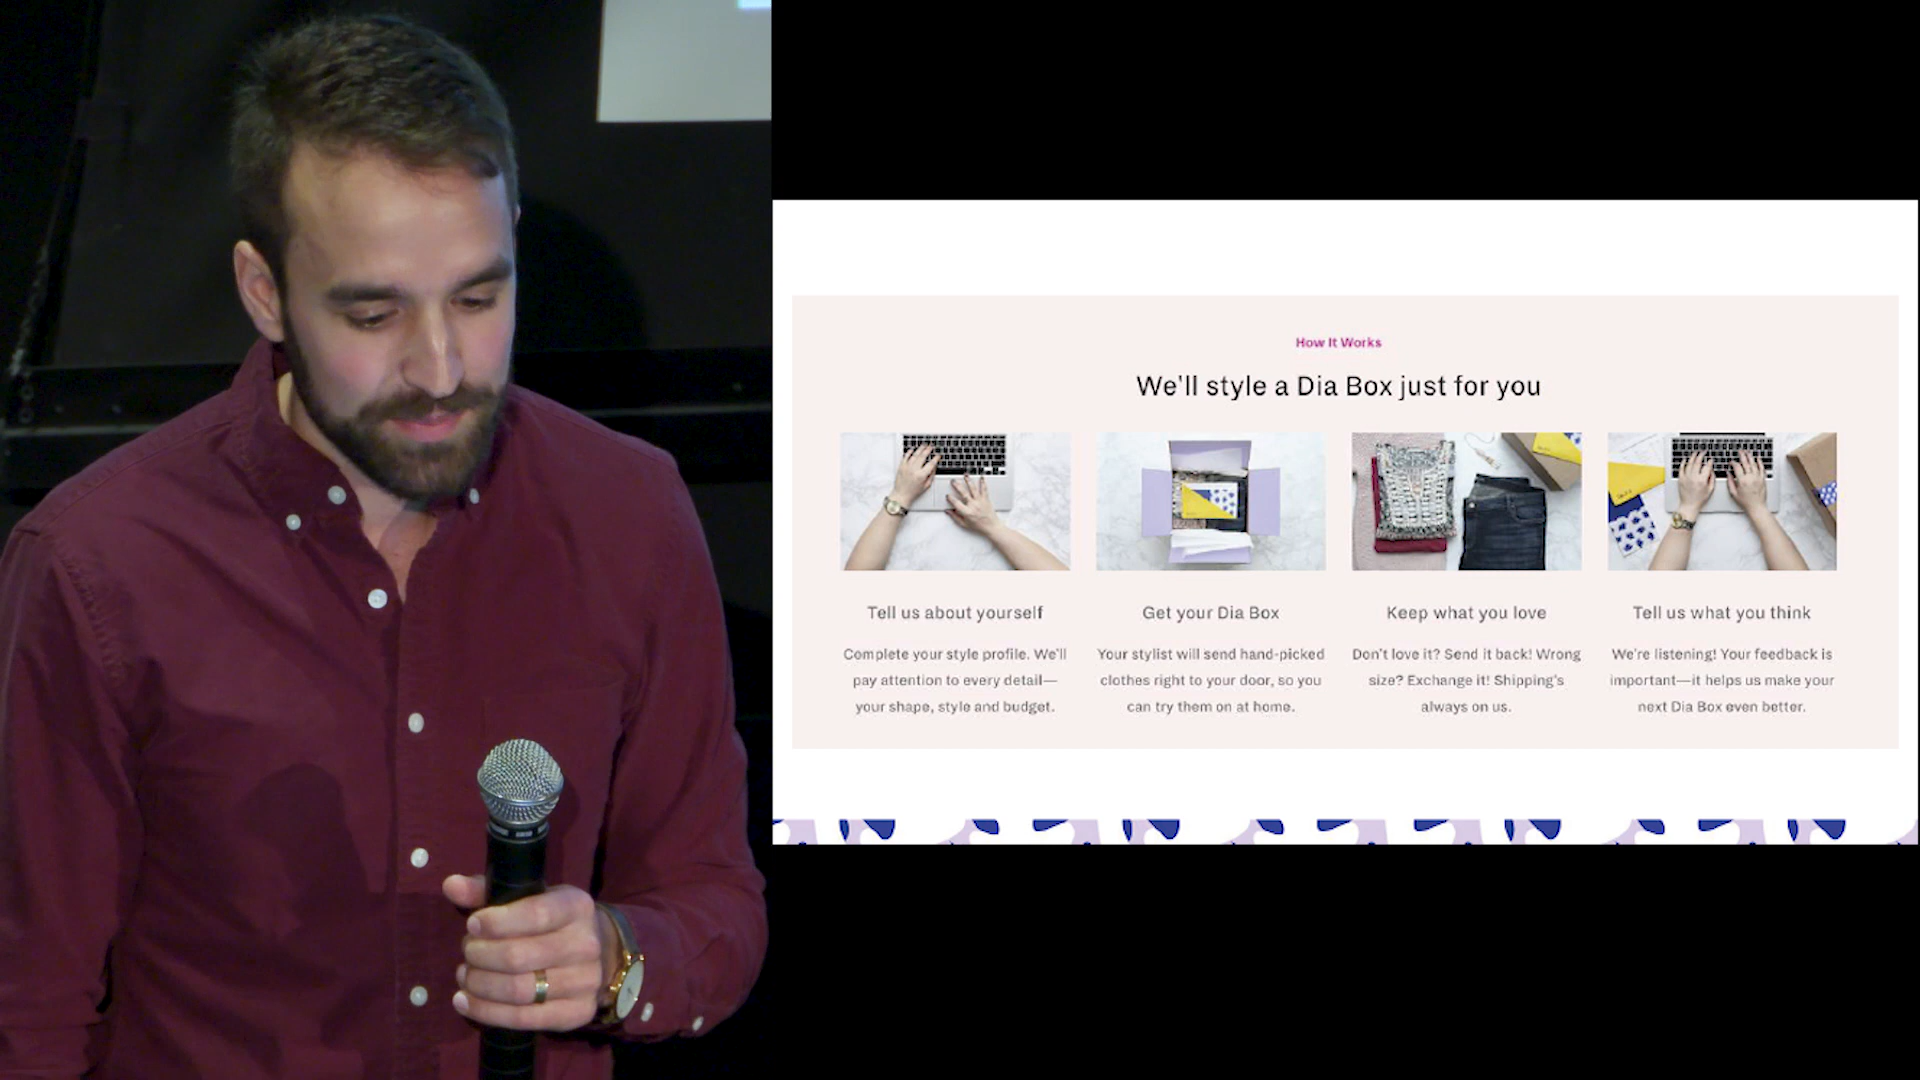 How It Works
We'll style a Dia Box just for you
Tell us about yourself
Complete your style profile. We'll
pay attention to every detail—
your shape, style and budget.
Get your Dia Box
Your stylist will send hand-picked
clothes right to your door, so you
can try them on at home.
Keep what you love
Don't love it? Send it back! Wrong
size? Exchange it! Shipping's
always on us.
Tell us what you think
We're listening! Your feedback is
important—it helps us make your
next Dia Box even better.